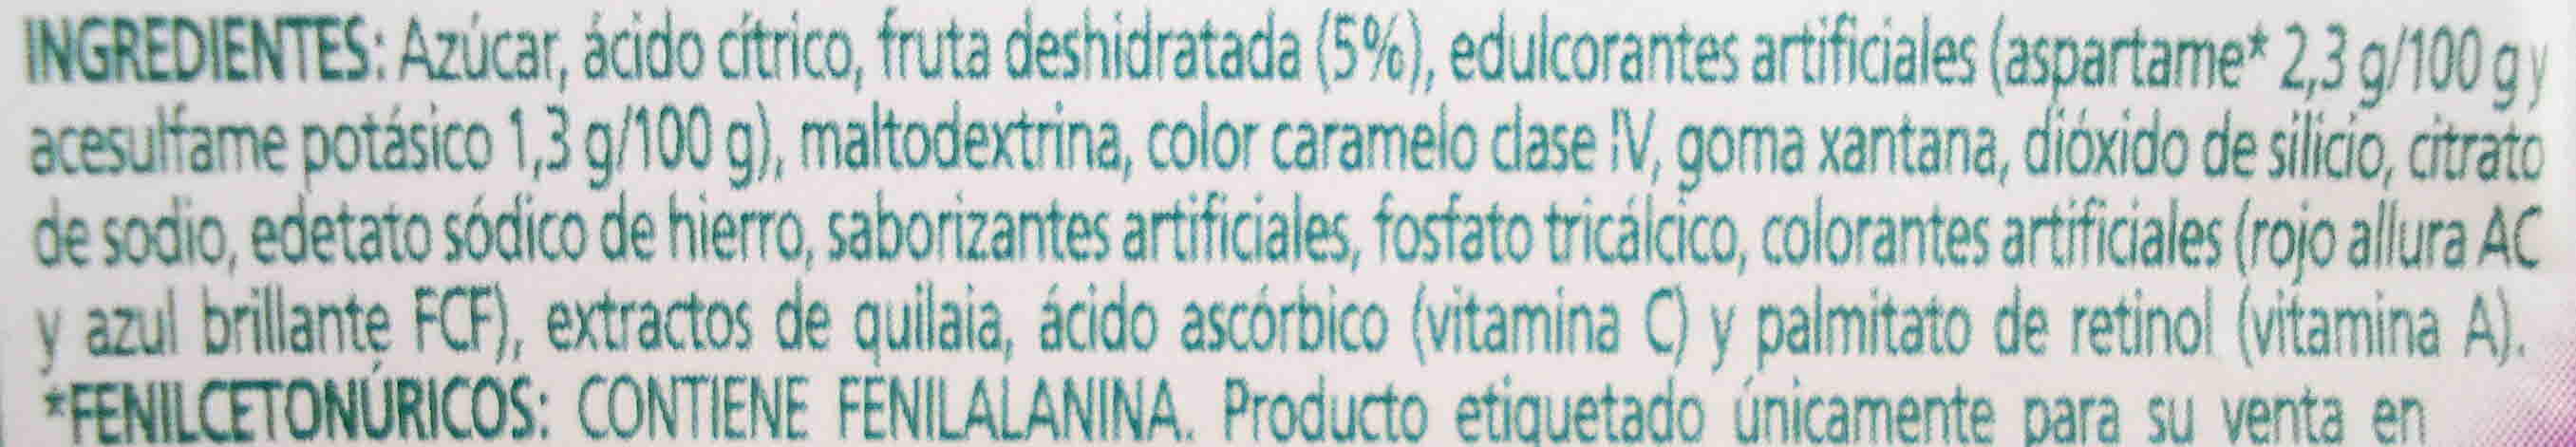 INGREDIENTES: Azúcar, ácido cítrico, fruta deshidratada (5%), edulcorantes artificiales (aspartame* 2,3 g/100 g y
acesulfame potásico 1,3 g/100 g), maltodextrina, color caramelo clase IV, goma xantana, dióxido de silicio, citrato
de sodio, edetato sódico de hierro, saborizantes artificiales, fosfato tricálcico, colorantes artificiales (rojo allura AC
y azul brillante FCF), extractos de quilaia, ácido ascórbico (vitamina C) y palmitato de retinol (vitamina A).
*FENILCETONÚRICOS: CONTIENE FENILALANINA. Producto etiquetado únicamente para su venta en